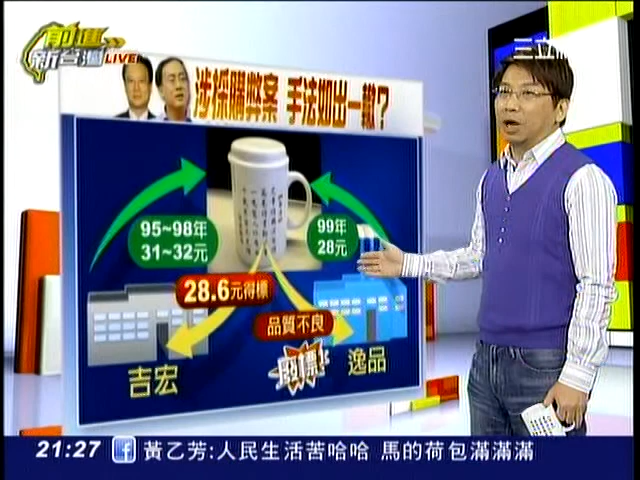 前進
新台灣
LIVE
三立
涉採購弊案 手法如出一轍?
95~98年
31~32元
99年
28元
28.6元得標
品質不良
吉宏
逸品
21:27 黃乙芳:人民生活苦哈哈 馬的荷包滿滿滿